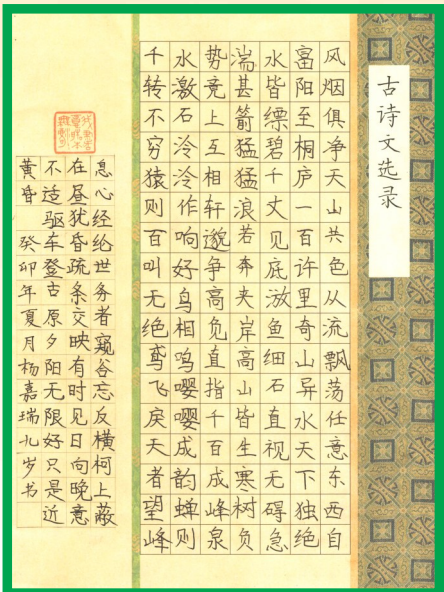 古诗文选录
风烟俱净天山共色从流飘荡任意东西自
富阳至桐庐一百许里奇山异水天下独绝
水皆缥碧千丈见底游鱼细石直视无碍急
湍甚箭猛猛浪若奔夹岸高山皆生寒树负
势竞上互相轩邈争高负直指千百成峰泉
水激石泠泠作响好鸟相鸣嘤嘤成韵蝉则
千转不穷猿则百叫无绝鸢飞戾天者望峰
息心经纶世务者窥谷忘反横柯上蔽
在昼犹昏疏条交映有时见日向晚意
不适驱车登古原夕阳无限好只是近
黄昏 癸卯年夏月杨嘉瑞九岁书